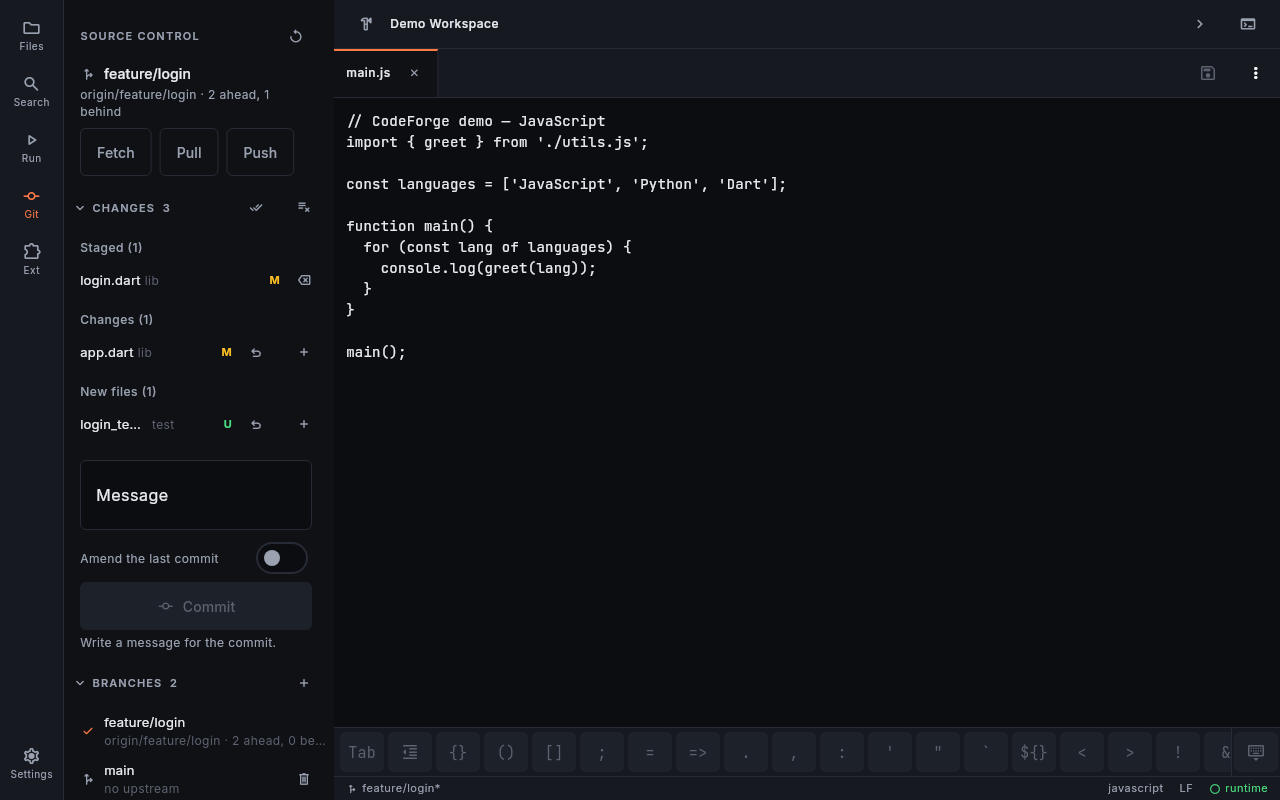 Files
Search
Run
Git
Ext
Settings
SOURCE CONTROL
feature/login
origin/feature/login · 2 ahead, 1
behind
Fetch
Pull
Push
CHANGES 3
Staged (1)
login.dart lib M
Changes (1)
app.dart lib M
New files (1)
login_te... test U
Message
Amend the last commit
Commit
Write a message for the commit.
BRANCHES 2
feature/login
origin/feature/login · 2 ahead, 0 be...
main
no upstream
Demo Workspace
main.js
// CodeForge demo — JavaScript
import { greet } from './utils.js';
const languages = ['JavaScript', 'Python', 'Dart'];
function main() {
  for (const lang of languages) {
    console.log(greet(lang));
  }
}
main();
Tab {} () [] ; = => . , : ' " ` ${} < > ! &
feature/login*
javascript LF runtime